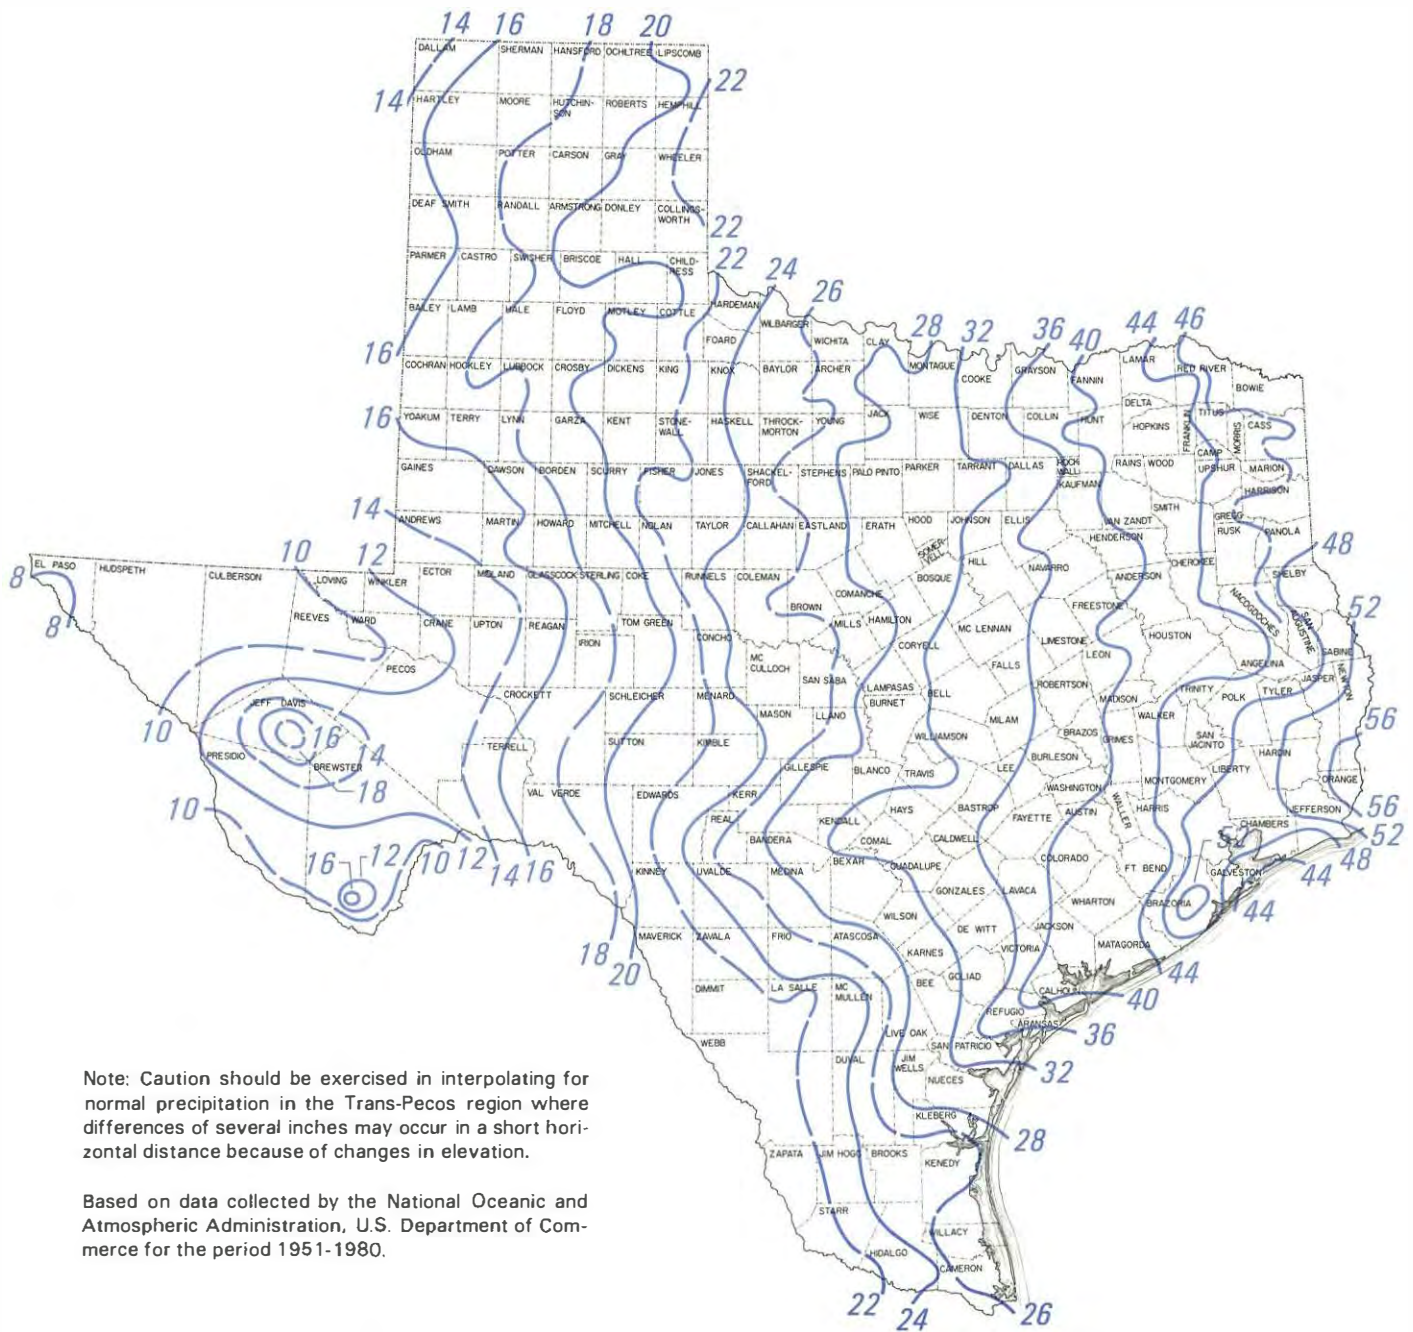 14 16 18 20
DALLAM SHERMAN HANSFORD OCHILTREE LIPSCOMB
22
14 HARTLEY MOORE HUTCHIN-SON ROBERTS HEMPHILL
OLDHAM POTTER CARSON GRAY WHEELER
DEAF SMITH RANDALL ARMSTRONG DONLEY COLLINGS-WORTH
22
PARMER CASTRO SWISHER BRISCOE HALL CHILD-RESS 22 24 26
BAILEY LAMB HALE FLOYD MOTLEY COTTLE HARDEMAN
FOARD WILBARGER WICHITA CLAY 28 32 36 40 44 46
16
COCHRAN HOCKLEY LUBBOCK CROSBY DICKENS KING KNOX BAYLOR ARCHER MONTAGUE COOKE GRAYSON FANNIN LAMAR RED RIVER BOWIE
16 YOAKUM TERRY LYNN GARZA KENT STONE-WALL HASKELL THROCK-MORTON YOUNG JACK WISE DENTON COLLIN HUNT DELTA HOPKINS FRANKLIN TITUS CAMP MORRIS CASS
GAINES DAWSON BORDEN SCURRY FISHER JONES SHACKEL-FORD STEPHENS PALO PINTO PARKER TARRANT DALLAS ROCK WALL KAUFMAN RAINS WOOD UPSHUR MARION HARRISON
14 ANDREWS MARTIN HOWARD MITCHELL NOLAN TAYLOR CALLAHAN EASTLAND ERATH HOOD JOHNSON ELLIS VAN ZANDT SMITH GREGG RUSK PANOLA
HENDERSON SOMER-VELL
8 EL PASO HUDSPETH CULBERSON 10 LOVING 12 WINKLER ECTOR MIDLAND GLASSCOCK STERLING COKE RUNNELS COLEMAN BROWN COMANCHE BOSQUE HILL NAVARRO ANDERSON CHEROKEE SHELBY 48
8 REEVES WARD CRANE UPTON REAGAN IRION TOM GREEN CONCHO MILLS HAMILTON MC LENNAN FREESTONE NACOGDOCHES SAN AUGUSTINE SABINE 52
PECOS CROCKETT SCHLEICHER MENARD MC CULLOCH SAN SABA LAMPASAS CORYELL FALLS LIMESTONE LEON HOUSTON ANGELINA JASPER NEWTON
10 JEFF DAVIS MASON LLANO BURNET BELL ROBERTSON MADISON TRINITY POLK TYLER 56
PRESIDIO 16 14 BREWSTER TERRELL SUTTON KIMBLE WILLIAMSON MILAM BRAZOS GRIMES WALKER SAN JACINTO HARDIN
18 VAL VERDE EDWARDS GILLESPIE KERR BLANCO TRAVIS LEE BURLESON WASHINGTON MONTGOMERY LIBERTY ORANGE
10 REAL KENDALL HAYS BASTROP FAYETTE AUSTIN WALLER HARRIS JEFFERSON 56
BANDERA COMAL CALDWELL CHAMBERS 52
16 12 10 12 14 16 KINNEY UVALDE MEDINA BEXAR GUADALUPE COLORADO FT BEND 52 GALVESTON 44 48
GONZALES LAVACA WHARTON BRAZORIA 44
18 20 MAVERICK ZAVALA FRIO ATASCOSA WILSON KARNES DE WITT VICTORIA JACKSON MATAGORDA
DIMMIT LA SALLE MC MULLEN BEE GOLIAD CALHOUN 44
40
LIVE OAK REFUGIO ARANSAS 36
WEBB DUVAL JIM WELLS SAN PATRICIO NUECES 32
KLEBERG 28
ZAPATA JIM HOGG BROOKS KENEDY
STARR WILLACY
HIDALGO CAMERON
22 24 26
Note: Caution should be exercised in interpolating for
normal precipitation in the Trans-Pecos region where
differences of several inches may occur in a short hori-
zontal distance because of changes in elevation.
Based on data collected by the National Oceanic and
Atmospheric Administration, U.S. Department of Com-
merce for the period 1951-1980.